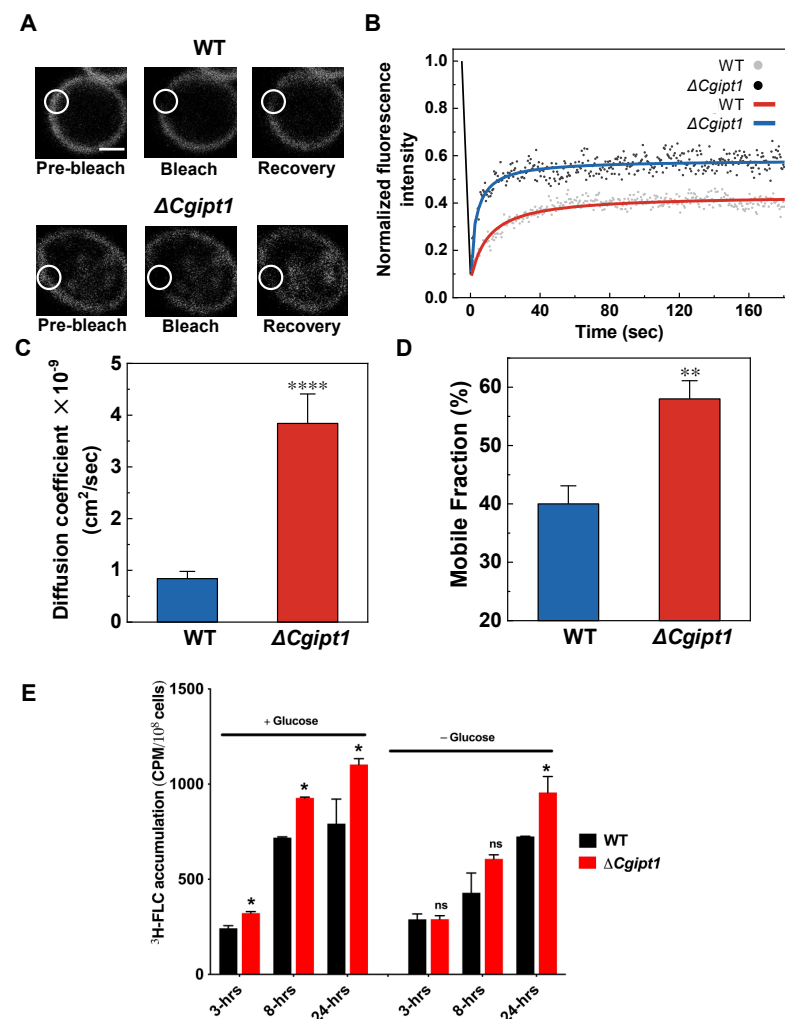 A
WT
Pre-bleach
Bleach
Recovery
ΔCgipt1
Pre-bleach
Bleach
Recovery
B
Normalized fluorescence
intensity
1.0
0.8
0.6
0.4
0.2
0.0
0
40
80
120
160
Time (sec)
WT
ΔCgipt1
WT
ΔCgipt1
C
Diffusion coefficient × 10⁻⁹
(cm²/sec)
5
4
3
2
1
0
****
WT
ΔCgipt1
D
Mobile Fraction (%)
60
50
40
30
20
**
WT
ΔCgipt1
E
³H-FLC accumulation (CPM/10⁸ cells)
1500
1000
500
0
+ Glucose
− Glucose
*
*
*
ns
ns
*
3-hrs
8-hrs
24-hrs
3-hrs
8-hrs
24-hrs
WT
ΔCgipt1